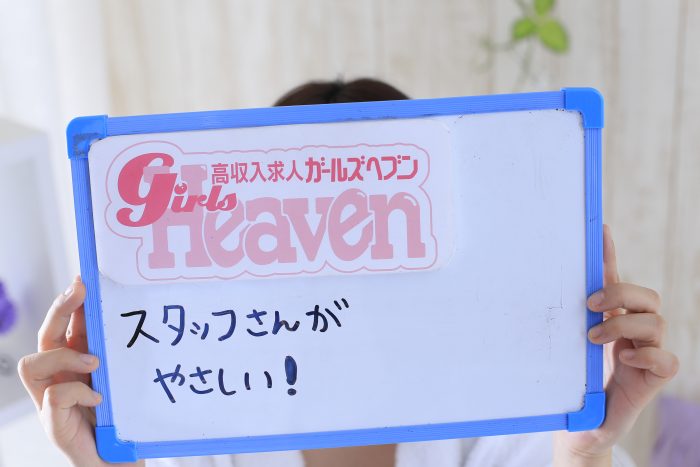 高収入求人 ガールズヘブン
Girls
Heaven
スタッフさんが
やさしい!